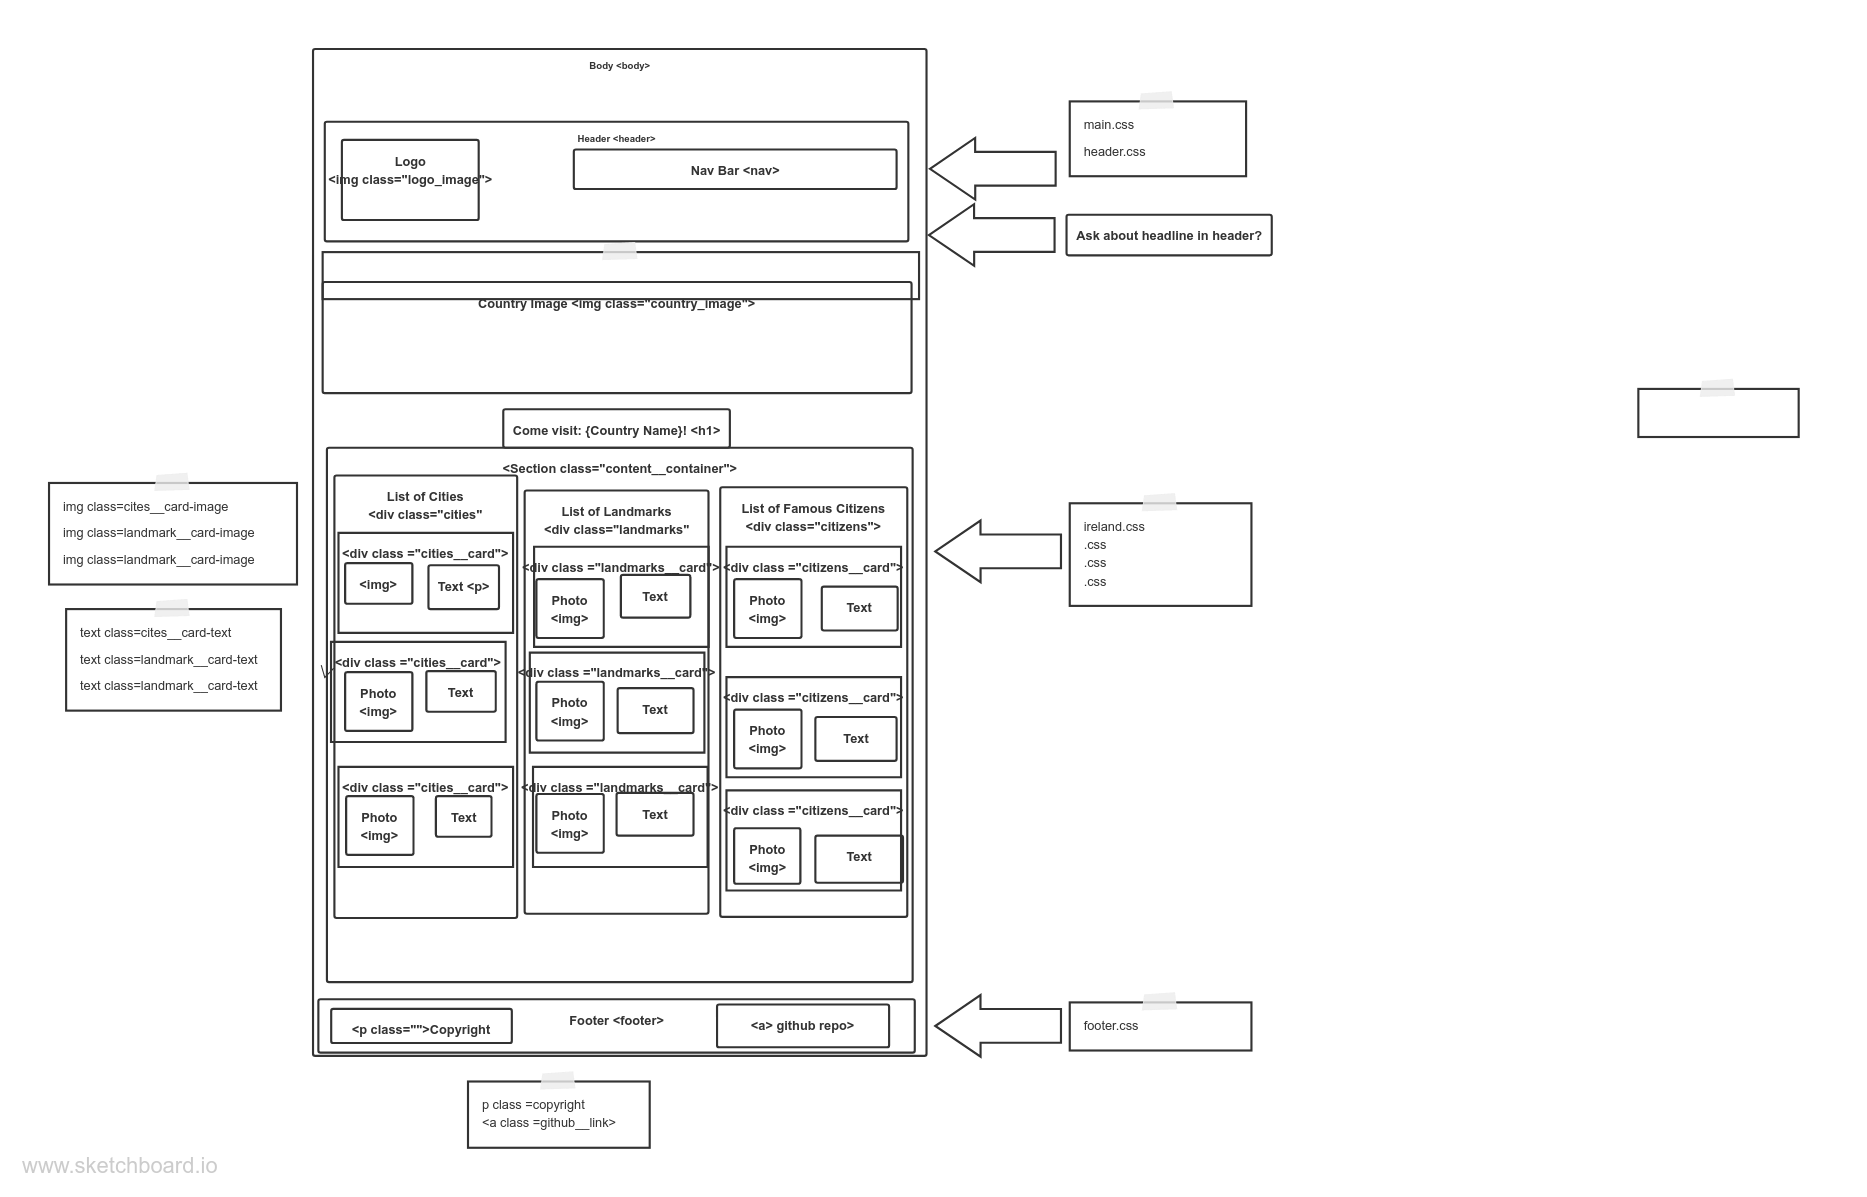 Body <body>
Header <header>
Logo
<img class="logo_image">
Nav Bar <nav>
main.css
header.css
Ask about headline in header?
Country Image <img class="country_image">
Come visit: {Country Name}! <h1>
<Section class="content__container">
img class=cites__card-image
img class=landmark__card-image
img class=landmark__card-image
text class=cites__card-text
text class=landmark__card-text
text class=landmark__card-text
List of Cities
<div class="cities"
<div class ="cities__card">
<img>
Text <p>
<div class ="cities__card">
Photo
<img>
Text
<div class ="cities__card">
Photo
<img>
Text
List of Landmarks
<div class="landmarks"
<div class ="landmarks__card">
Photo
<img>
Text
<div class ="landmarks__card">
Photo
<img>
Text
<div class ="landmarks__card">
Photo
<img>
Text
List of Famous Citizens
<div class="citizens">
<div class ="citizens__card">
Photo
<img>
Text
<div class ="citizens__card">
Photo
<img>
Text
<div class ="citizens__card">
Photo
<img>
Text
ireland.css
.css
.css
.css
<p class="">Copyright
Footer <footer>
<a> github repo>
footer.css
p class =copyright
<a class =github__link>
www.sketchboard.io